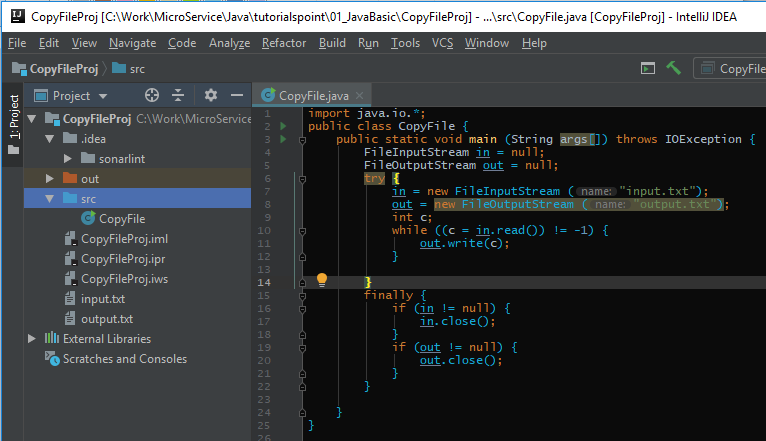 CopyFileProj [C:\Work\MicroService\Java\tutorialspoint\01_JavaBasic\CopyFileProj] - ...\src\CopyFile.java [CopyFileProj] - IntelliJ IDEA
File Edit View Navigate Code Analyze Refactor Build Run Tools VCS Window Help
CopyFileProj src CopyFile
1: Project
Project
CopyFileProj C:\Work\MicroService
.idea
sonarlint
out
src
CopyFile
CopyFileProj.iml
CopyFileProj.ipr
CopyFileProj.iws
input.txt
output.txt
External Libraries
Scratches and Consoles
CopyFile.java
1 import java.io.*;
2 public class CopyFile {
3 public static void main (String args[]) throws IOException {
4 FileInputStream in = null;
5 FileOutputStream out = null;
6 try {
7 in = new FileInputStream ( name: "input.txt");
8 out = new FileOutputStream ( name: "output.txt");
9 int c;
10 while ((c = in.read()) != -1) {
11 out.write(c);
12 }
13
14 }
15 finally {
16 if (in != null) {
17 in.close();
18 }
19 if (out != null) {
20 out.close();
21 }
22 }
23
24 }
25 }
26